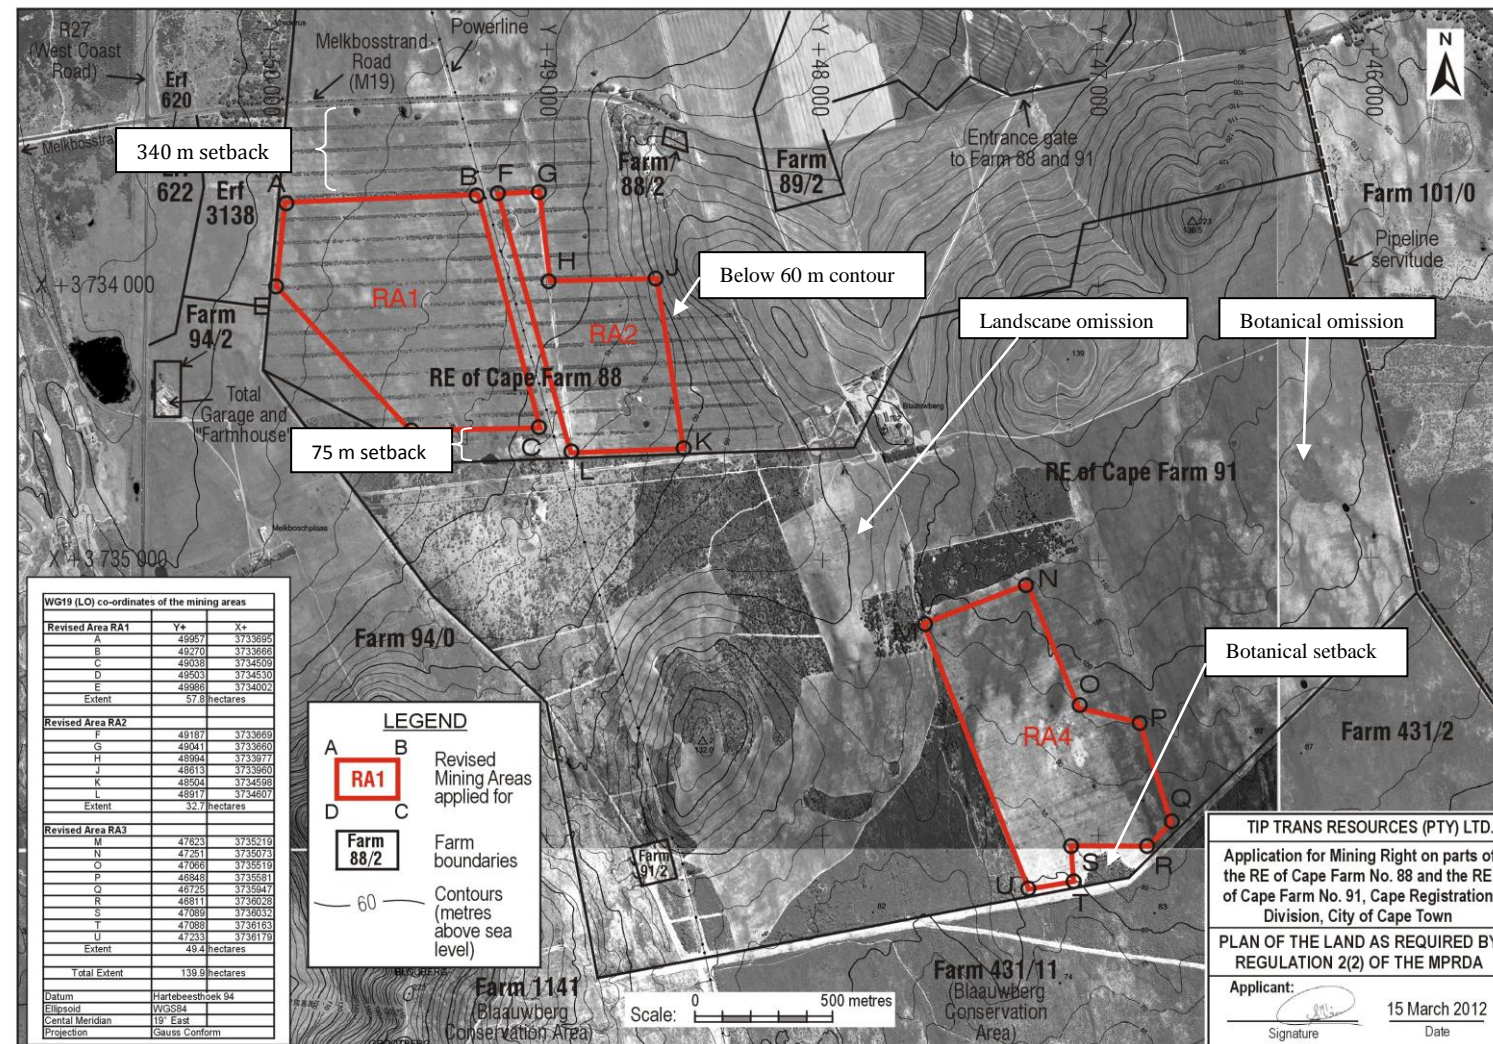 R27
(West Coast
Road)
Erf
620
Melkbosstrand
Road
(M19)
Powerline
Y + 50 000
Y + 49 000
Y + 48 000
Y + 47 000
Y + 46 000
N
340 m setback
Erf
622
Erf
3138
A
B
F
G
H
J
E
Farm
88/2
Farm
89/2
Entrance gate
to Farm 88 and 91
Farm 101/0
Pipeline
servitude
X + 3 734 000
RA1
RA2
Below 60 m contour
Landscape omission
Botanical omission
Farm
94/2
RE of Cape Farm 88
Total
Garage and
"Farmhouse"
75 m setback
C
L
K
Blaauwberg
139
RE of Cape Farm 91
Melkboschplaas
X + 3 735 000
Farm 94/0
M
N
O
P
Q
R
S
T
U
RA4
Botanical setback
Farm 431/2
WG19 (LO) co-ordinates of the mining areas
Revised Area RA1 Y+ X+
A 49957 3733695
B 49270 3733666
C 49038 3734509
D 49503 3734530
E 49986 3734002
Extent 57.8 hectares
Revised Area RA2
F 49187 3733669
G 49041 3733660
H 48994 3733977
J 48613 3733960
K 48504 3734598
L 48917 3734607
Extent 32.7 hectares
Revised Area RA3
M 47623 3735219
N 47251 3735073
O 47066 3735519
P 46848 3735581
Q 46725 3735947
R 46811 3736028
S 47089 3736032
T 47088 3736163
U 47233 3736179
Extent 49.4 hectares
Total Extent 139.9 hectares
Datum Hartebeesthoek 94
Ellipsoid WGS84
Cental Meridian 19° East
Projection Gauss Conform
LEGEND
A B
RA1
D C
Revised
Mining Areas
applied for
Farm
88/2
Farm
boundaries
60
Contours
(metres
above sea
level)
Farm
91/2
Farm 1141
(Blaauwberg
Conservation Area)
Scale: 0 500 metres
Farm 431/11
(Blaauwberg
Conservation
Area)
TIP TRANS RESOURCES (PTY) LTD.
Application for Mining Right on parts of
the RE of Cape Farm No. 88 and the RE
of Cape Farm No. 91, Cape Registration
Division, City of Cape Town
PLAN OF THE LAND AS REQUIRED BY
REGULATION 2(2) OF THE MPRDA
Applicant:
15 March 2012
Signature Date